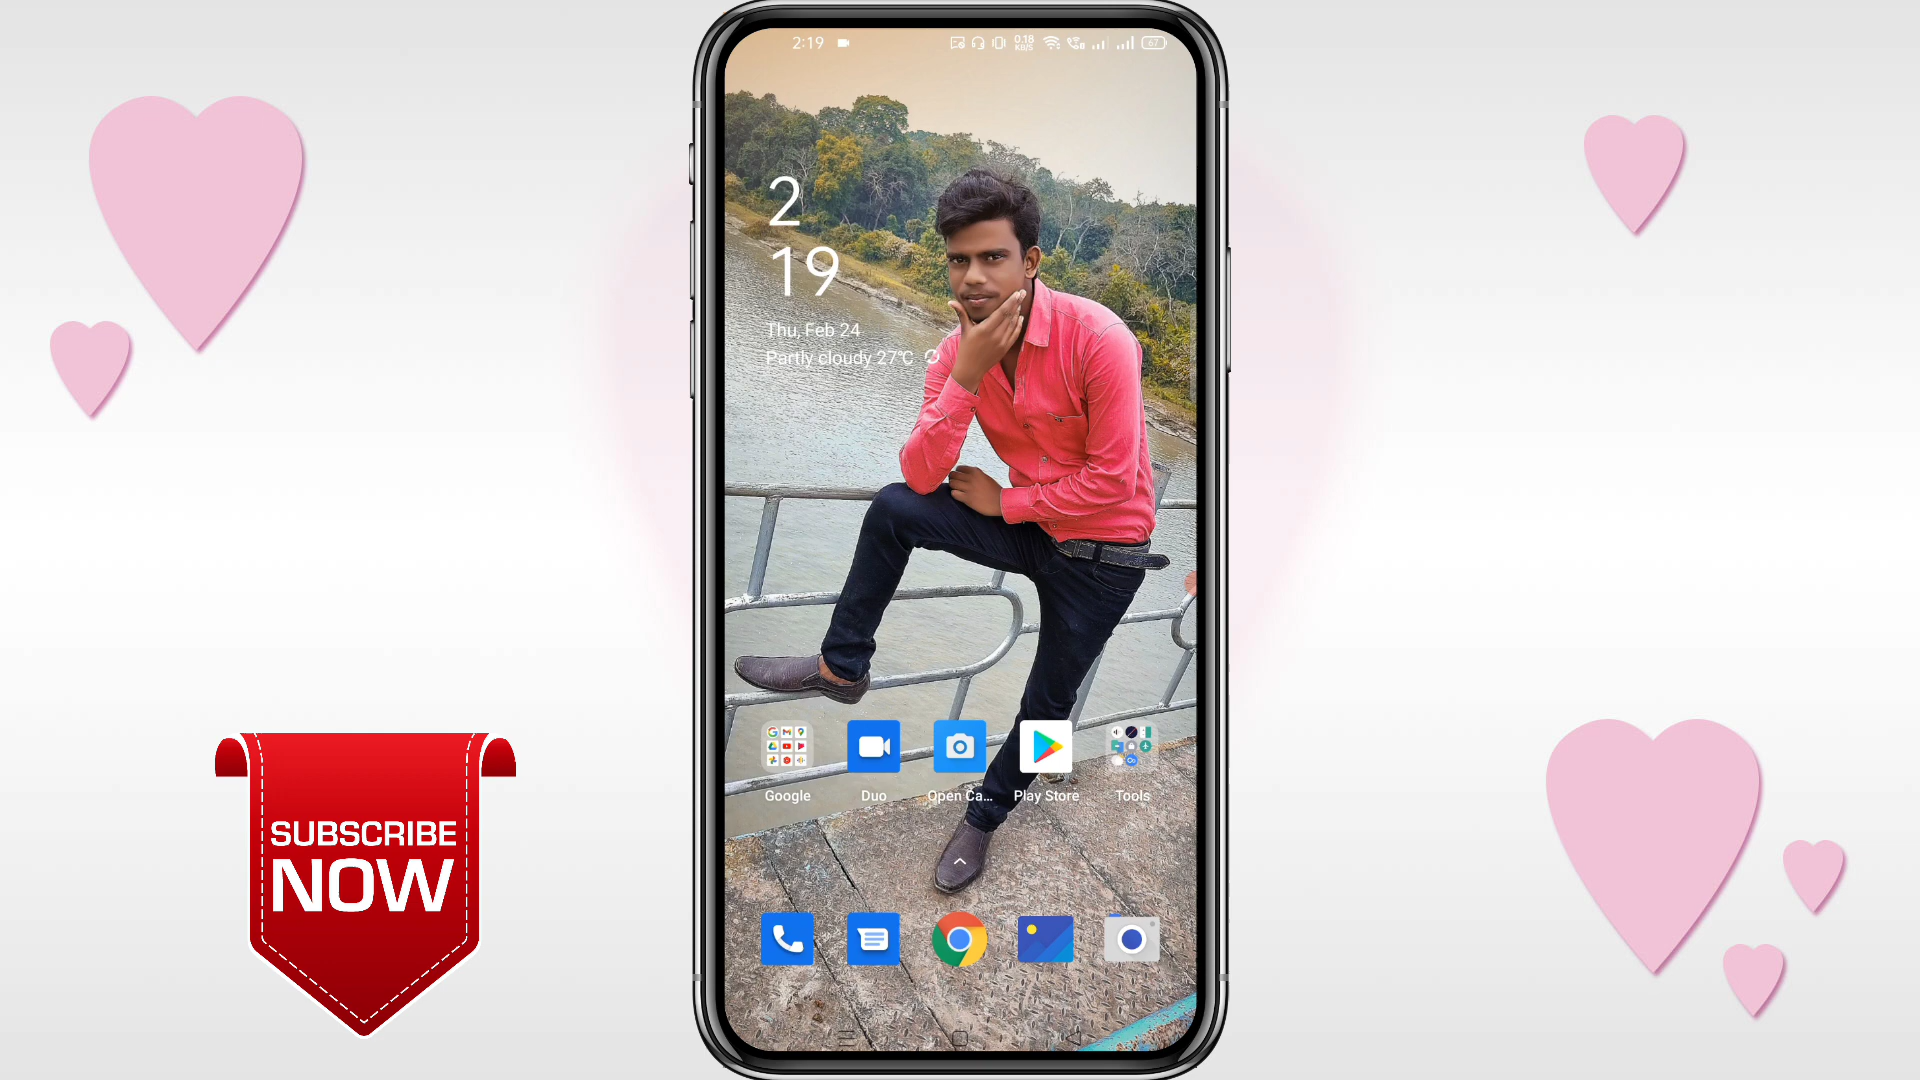 2:19
0.18
KB/S
67
2
19
Thu, Feb 24
Partly cloudy 27°C
Google
Duo
Open Ca...
Play Store
Tools
SUBSCRIBE
NOW